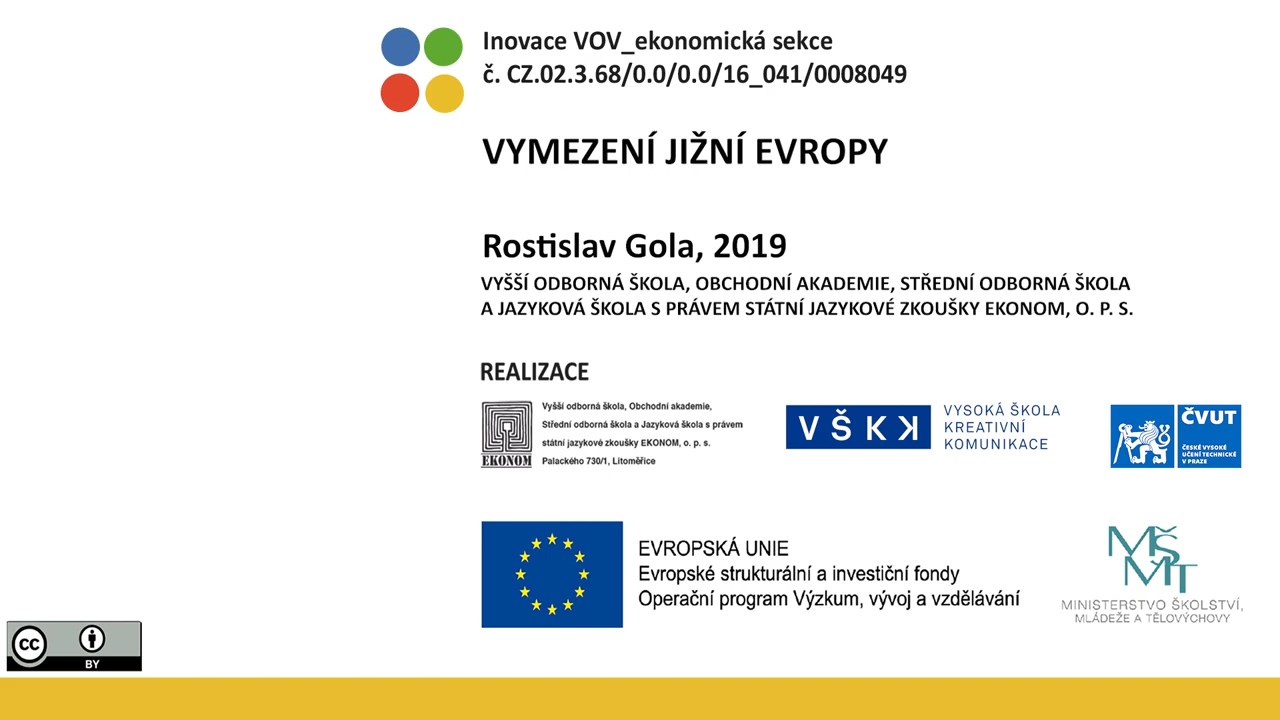 Inovace VOV_ekonomická sekce
č. CZ.02.3.68/0.0/0.0/16_041/0008049
VYMEZENÍ JIŽNÍ EVROPY
Rostislav Gola, 2019
VYŠŠÍ ODBORNÁ ŠKOLA, OBCHODNÍ AKADEMIE, STŘEDNÍ ODBORNÁ ŠKOLA
A JAZYKOVÁ ŠKOLA S PRÁVEM STÁTNÍ JAZYKOVÉ ZKOUŠKY EKONOM, O. P. S.
REALIZACE
Vyšší odborná škola, Obchodní akademie,
Střední odborná škola a Jazyková škola s právem
státní jazykové zkoušky EKONOM, o. p. s.
Palackého 730/1, Litoměřice
EKONOM
VŠKK
VYSOKÁ ŠKOLA
KREATIVNÍ
KOMUNIKACE
ČVUT
ČESKÉ VYSOKÉ
UČENÍ TECHNICKÉ
V PRAZE
EVROPSKÁ UNIE
Evropské strukturální a investiční fondy
Operační program Výzkum, vývoj a vzdělávání
MŠMT
MINISTERSTVO ŠKOLSTVÍ,
MLÁDEŽE A TĚLOVÝCHOVY
cc
BY